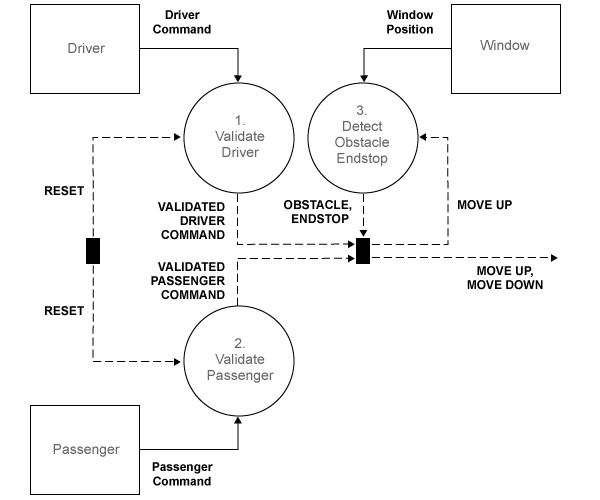 Driver
Driver
Command
Window
Position
Window
1.
Validate
Driver
3.
Detect
Obstacle
Endstop
RESET
VALIDATED
DRIVER
COMMAND
OBSTACLE,
ENDSTOP
MOVE UP
VALIDATED
PASSENGER
COMMAND
MOVE UP,
MOVE DOWN
RESET
2.
Validate
Passenger
Passenger
Passenger
Command